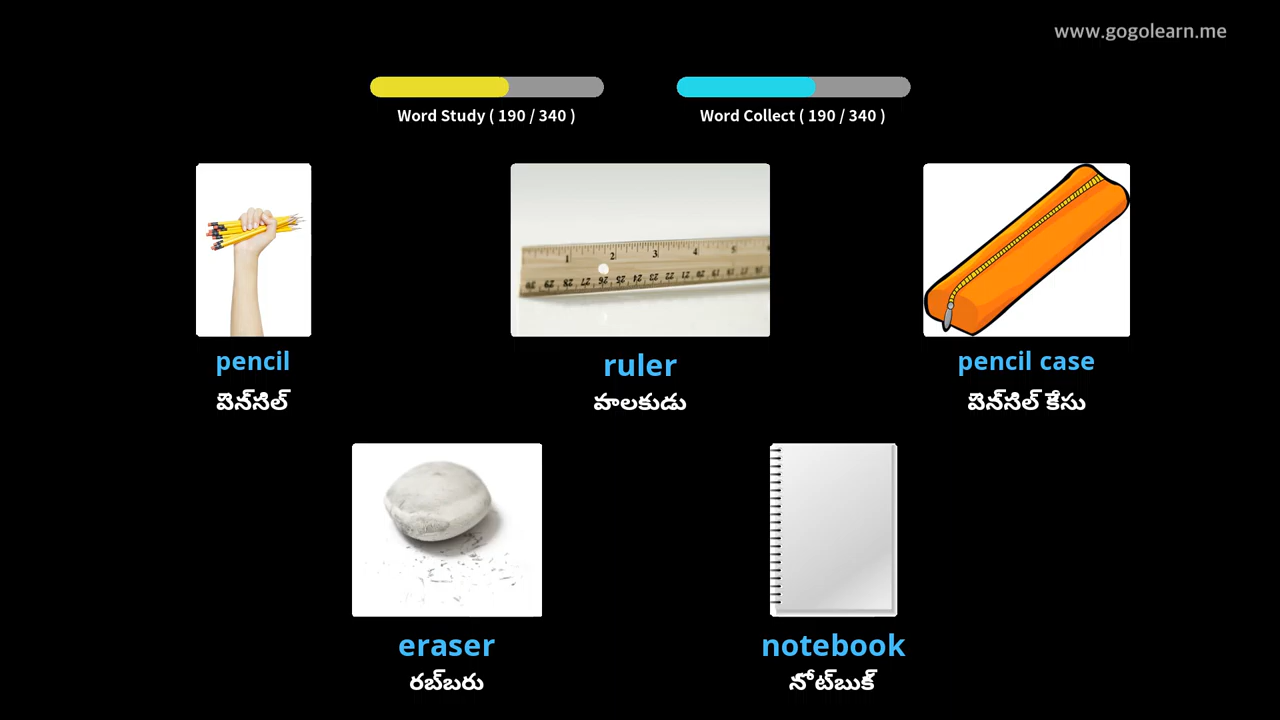 www.gogolearn.me
Word Study ( 190 / 340 )
Word Collect ( 190 / 340 )
pencil
పెన్‌సిల్
ruler
పాలకుడు
pencil case
పెన్‌సిల్ కేసు
eraser
రబ్‌బరు
notebook
నోట్‌బుక్